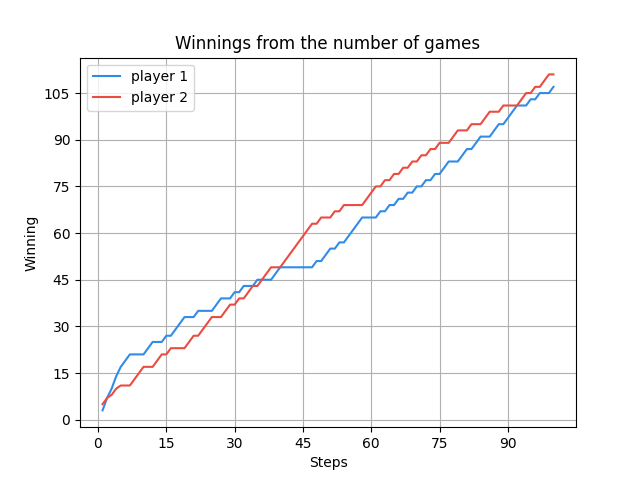 Winnings from the number of games
player 1
player 2
105
90
75
60
45
30
15
0
Winning
0 15 30 45 60 75 90
Steps